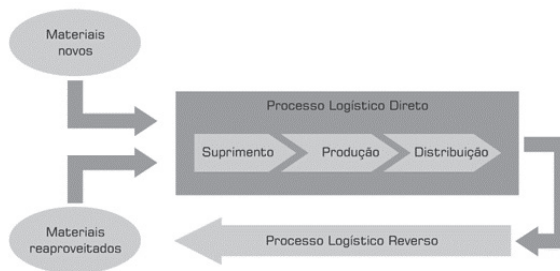 Materiais
novos
Processo Logístico Direto
Suprimento
Produção
Distribuição
Materiais
reaproveitados
Processo Logístico Reverso